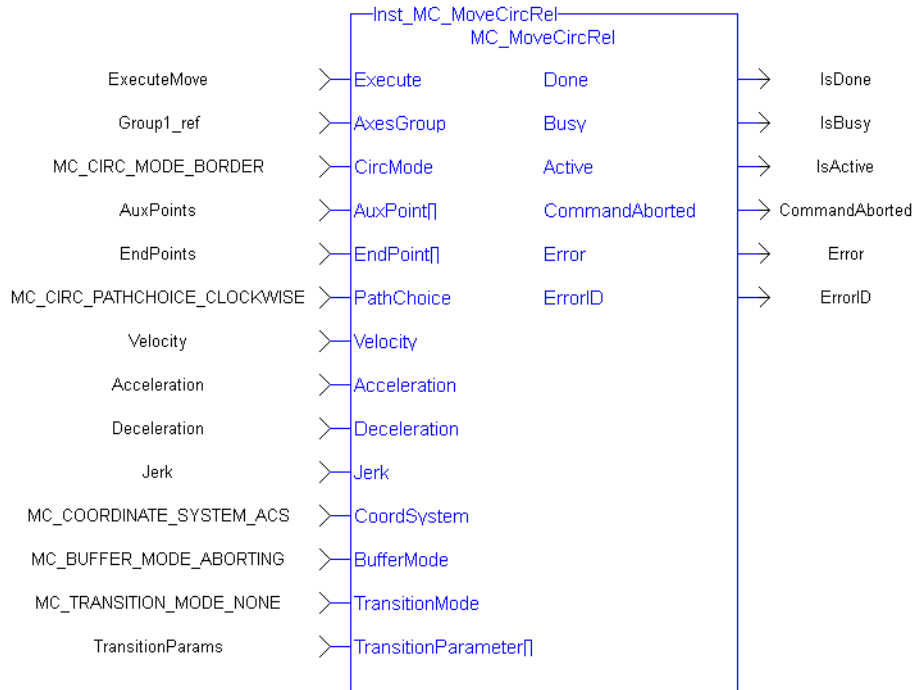 Inst_MC_MoveCircRel
MC_MoveCircRel
ExecuteMove Execute Done IsDone
Group1_ref AxesGroup Busy IsBusy
MC_CIRC_MODE_BORDER CircMode Active IsActive
AuxPoints AuxPoint[] CommandAborted CommandAborted
EndPoints EndPoint[] Error Error
MC_CIRC_PATHCHOICE_CLOCKWISE PathChoice ErrorID ErrorID
Velocity Velocity
Acceleration Acceleration
Deceleration Deceleration
Jerk Jerk
MC_COORDINATE_SYSTEM_ACS CoordSystem
MC_BUFFER_MODE_ABORTING BufferMode
MC_TRANSITION_MODE_NONE TransitionMode
TransitionParams TransitionParameter[]